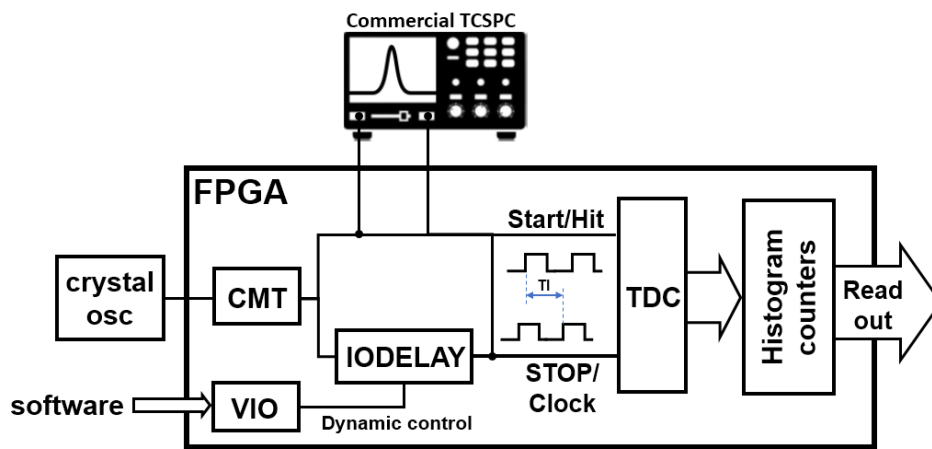 Commercial TCSPC
FPGA
Start/Hit
crystal
osc
CMT
TI
TDC
Histogram
counters
Read
out
IODELAY
STOP/
Clock
software
VIO
Dynamic control